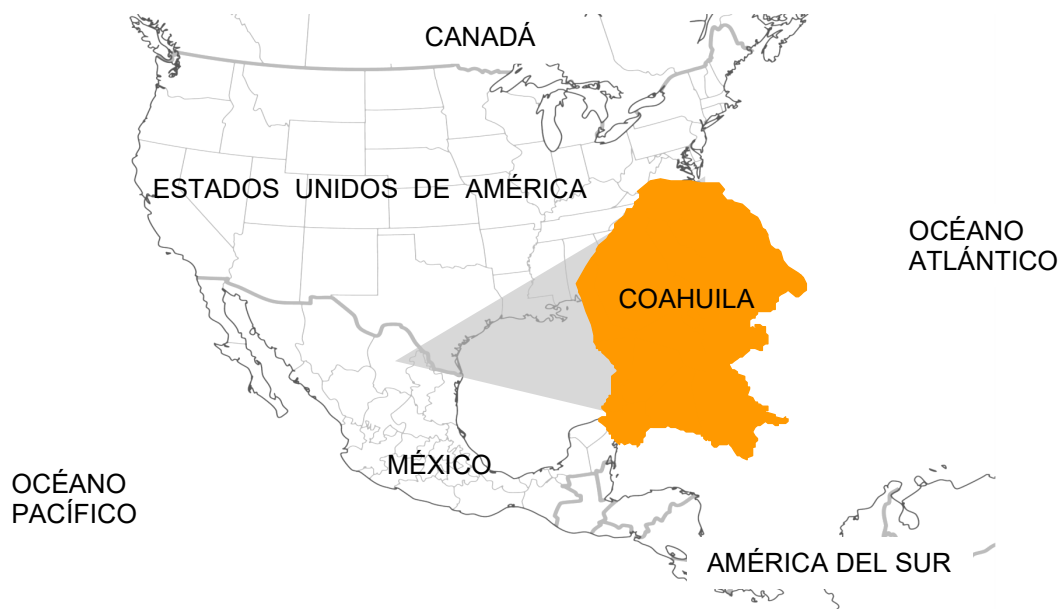 CANADÁ
ESTADOS UNIDOS DE AMÉRICA
OCÉANO
ATLÁNTICO
COAHUILA
MÉXICO
OCÉANO
PACÍFICO
AMÉRICA DEL SUR